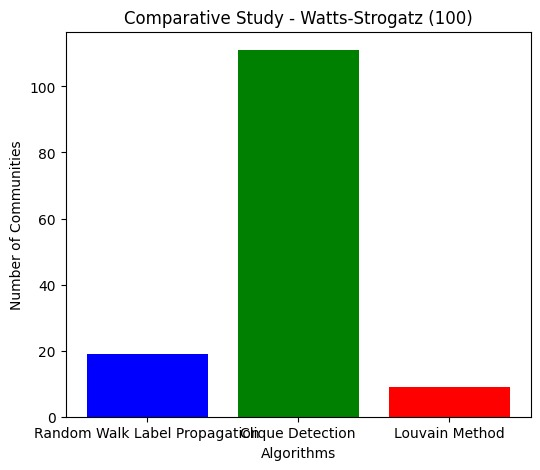 Comparative Study - Watts-Strogatz (100)
Number of Communities
100
80
60
40
20
0
Random Walk Label Propagation Clique Detection Louvain Method
Algorithms